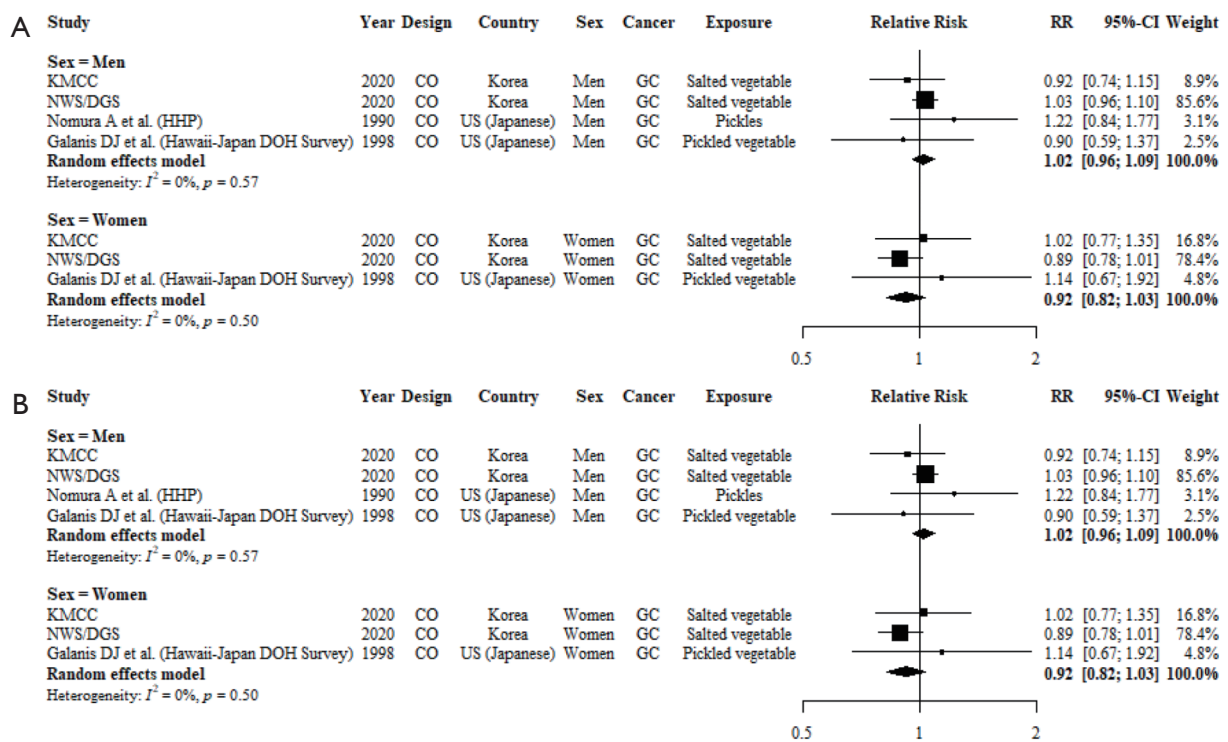 A
Study Year Design Country Sex Cancer Exposure Relative Risk RR 95%-CI Weight
Sex = Men
KMCC 2020 CO Korea Men GC Salted vegetable 0.92 [0.74; 1.15] 8.9%
NWS/DGS 2020 CO Korea Men GC Salted vegetable 1.03 [0.96; 1.10] 85.6%
Nomura A et al. (HHP) 1990 CO US (Japanese) Men GC Pickles 1.22 [0.84; 1.77] 3.1%
Galanis DJ et al. (Hawaii-Japan DOH Survey) 1998 CO US (Japanese) Men GC Pickled vegetable 0.90 [0.59; 1.37] 2.5%
Random effects model 1.02 [0.96; 1.09] 100.0%
Heterogeneity: I² = 0%, p = 0.57
Sex = Women
KMCC 2020 CO Korea Women GC Salted vegetable 1.02 [0.77; 1.35] 16.8%
NWS/DGS 2020 CO Korea Women GC Salted vegetable 0.89 [0.78; 1.01] 78.4%
Galanis DJ et al. (Hawaii-Japan DOH Survey) 1998 CO US (Japanese) Women GC Pickled vegetable 1.14 [0.67; 1.92] 4.8%
Random effects model 0.92 [0.82; 1.03] 100.0%
Heterogeneity: I² = 0%, p = 0.50
0.5 1 2
B
Study Year Design Country Sex Cancer Exposure Relative Risk RR 95%-CI Weight
Sex = Men
KMCC 2020 CO Korea Men GC Salted vegetable 0.92 [0.74; 1.15] 8.9%
NWS/DGS 2020 CO Korea Men GC Salted vegetable 1.03 [0.96; 1.10] 85.6%
Nomura A et al. (HHP) 1990 CO US (Japanese) Men GC Pickles 1.22 [0.84; 1.77] 3.1%
Galanis DJ et al. (Hawaii-Japan DOH Survey) 1998 CO US (Japanese) Men GC Pickled vegetable 0.90 [0.59; 1.37] 2.5%
Random effects model 1.02 [0.96; 1.09] 100.0%
Heterogeneity: I² = 0%, p = 0.57
Sex = Women
KMCC 2020 CO Korea Women GC Salted vegetable 1.02 [0.77; 1.35] 16.8%
NWS/DGS 2020 CO Korea Women GC Salted vegetable 0.89 [0.78; 1.01] 78.4%
Galanis DJ et al. (Hawaii-Japan DOH Survey) 1998 CO US (Japanese) Women GC Pickled vegetable 1.14 [0.67; 1.92] 4.8%
Random effects model 0.92 [0.82; 1.03] 100.0%
Heterogeneity: I² = 0%, p = 0.50
0.5 1 2